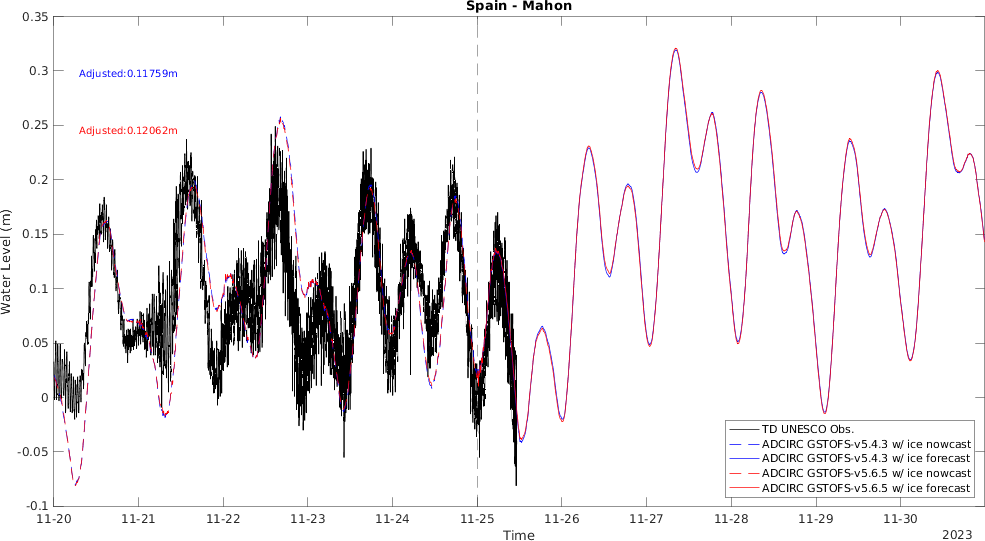 Spain - Mahon
0.35
0.3
0.25
0.2
0.15
0.1
0.05
0
-0.05
-0.1
Water Level (m)
Adjusted:0.11759m
Adjusted:0.12062m
TD UNESCO Obs.
ADCIRC GSTOFS-v5.4.3 w/ ice nowcast
ADCIRC GSTOFS-v5.4.3 w/ ice forecast
ADCIRC GSTOFS-v5.6.5 w/ ice nowcast
ADCIRC GSTOFS-v5.6.5 w/ ice forecast
11-20 11-21 11-22 11-23 11-24 11-25 11-26 11-27 11-28 11-29 11-30
Time
2023